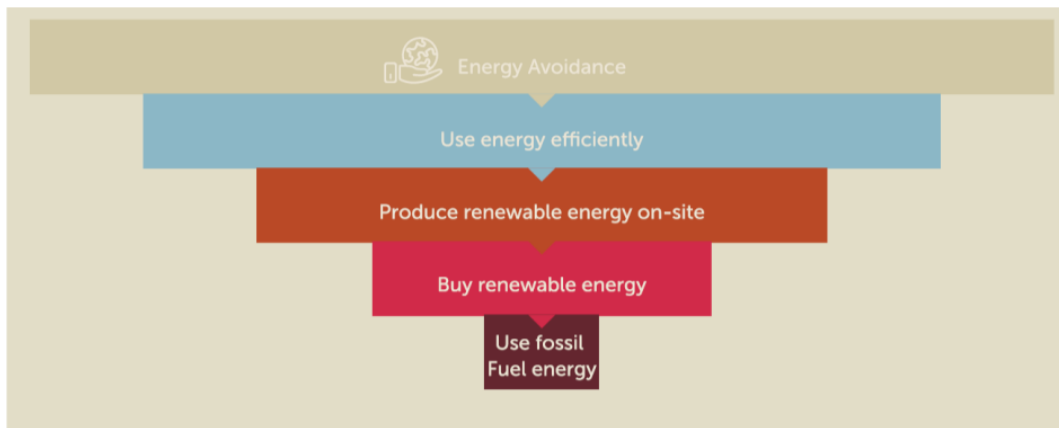 Energy Avoidance
Use energy efficiently
Produce renewable energy on-site
Buy renewable energy
Use fossil
Fuel energy